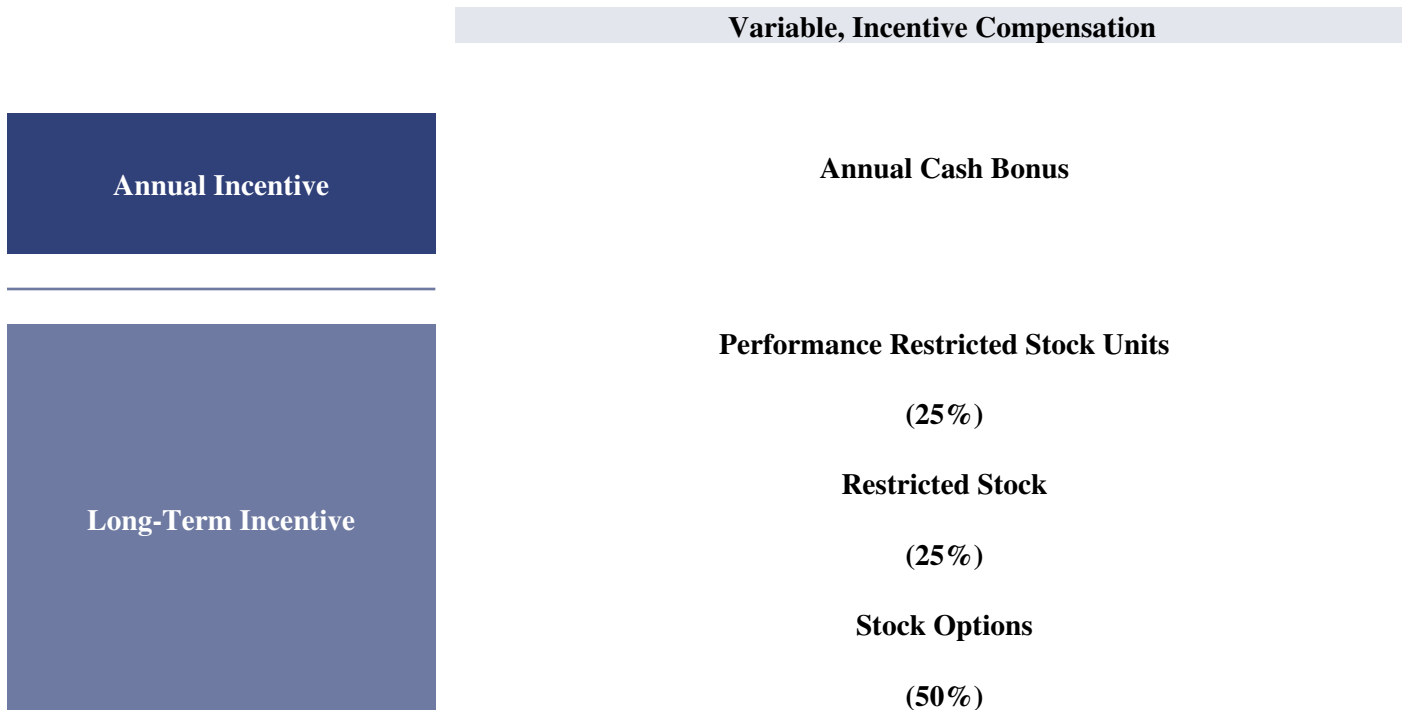 Variable, Incentive Compensation
Annual Incentive
Annual Cash Bonus
Long-Term Incentive
Performance Restricted Stock Units
(25%)
Restricted Stock
(25%)
Stock Options
(50%)